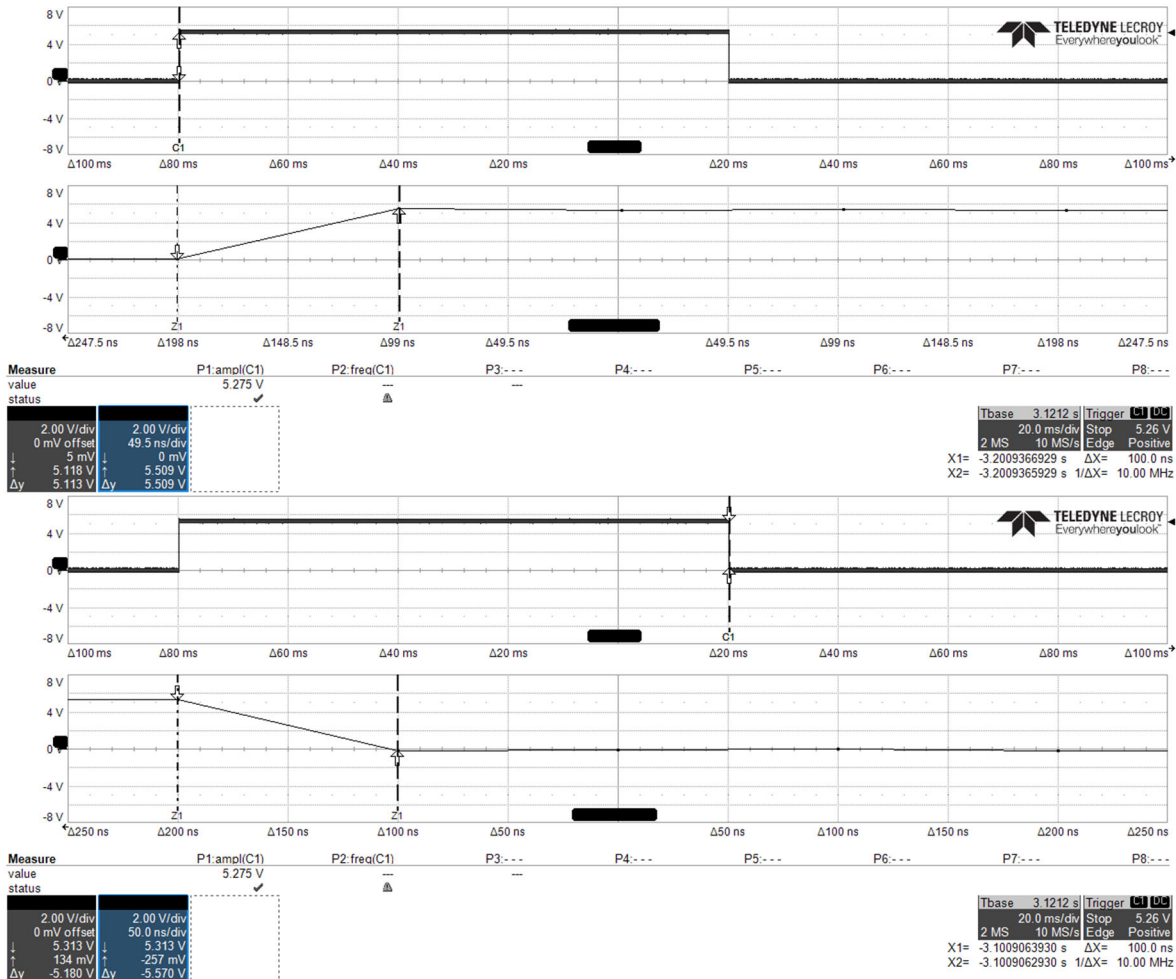 8 V
TELEDYNE LECROY
Everywhereyoulook™
4 V
0 V
-4 V
-8 V
C1
Δ100 ms Δ80 ms Δ60 ms Δ40 ms Δ20 ms Δ20 ms Δ40 ms Δ60 ms Δ80 ms Δ100 ms
8 V
4 V
0 V
-4 V
-8 V
Z1 Z1
Δ247.5 ns Δ198 ns Δ148.5 ns Δ99 ns Δ49.5 ns Δ49.5 ns Δ99 ns Δ148.5 ns Δ198 ns Δ247.5 ns
Measure P1:ampl(C1) P2:freq(C1) P3:- - - P4:- - - P5:- - - P6:- - - P7:- - - P8:- - -
value 5.275 V --- ---
status
2.00 V/div 2.00 V/div
0 mV offset 49.5 ns/div
↓ 5 mV ↓ 0 mV
↑ 5.118 V ↑ 5.509 V
Δy 5.113 V Δy 5.509 V
Tbase 3.1212 s Trigger C1 DC
20.0 ms/div Stop 5.26 V
2 MS 10 MS/s Edge Positive
X1= -3.2009366929 s ΔX= 100.0 ns
X2= -3.2009365929 s 1/ΔX= 10.00 MHz
8 V
TELEDYNE LECROY
Everywhereyoulook™
4 V
0 V
-4 V
-8 V
C1
Δ100 ms Δ80 ms Δ60 ms Δ40 ms Δ20 ms Δ20 ms Δ40 ms Δ60 ms Δ80 ms Δ100 ms
8 V
4 V
0 V
-4 V
-8 V
Z1 Z1
Δ250 ns Δ200 ns Δ150 ns Δ100 ns Δ50 ns Δ50 ns Δ100 ns Δ150 ns Δ200 ns Δ250 ns
Measure P1:ampl(C1) P2:freq(C1) P3:- - - P4:- - - P5:- - - P6:- - - P7:- - - P8:- - -
value 5.275 V --- ---
status
2.00 V/div 2.00 V/div
0 mV offset 50.0 ns/div
↓ 5.313 V ↓ 5.313 V
↑ 134 mV ↑ -257 mV
Δy -5.180 V Δy -5.570 V
Tbase 3.1212 s Trigger C1 DC
20.0 ms/div Stop 5.26 V
2 MS 10 MS/s Edge Positive
X1= -3.1009063930 s ΔX= 100.0 ns
X2= -3.1009062930 s 1/ΔX= 10.00 MHz